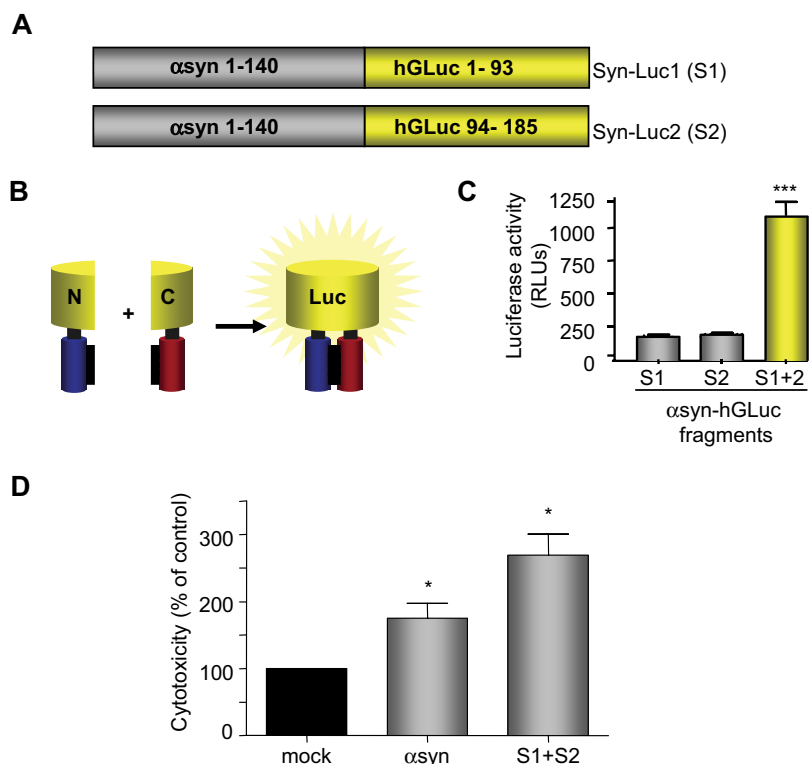 A
αsyn 1-140
hGLuc 1- 93
Syn-Luc1 (S1)
αsyn 1-140
hGLuc 94- 185
Syn-Luc2 (S2)
B
N
+
C
Luc
C
Luciferase activity
(RLUs)
1250
1000
750
500
250
0
***
S1
S2
S1+2
αsyn-hGLuc
fragments
D
Cytotoxicity (% of control)
300
200
100
0
*
*
mock
αsyn
S1+S2